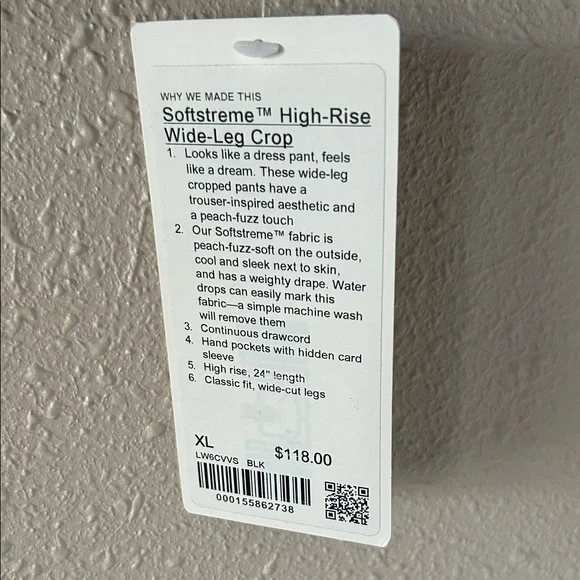 WHY WE MADE THIS
Softstreme™ High-Rise
Wide-Leg Crop
1. Looks like a dress pant, feels
like a dream. These wide-leg
cropped pants have a
trouser-inspired aesthetic and
a peach-fuzz touch
2. Our Softstreme™ fabric is
peach-fuzz-soft on the outside,
cool and sleek next to skin,
and has a weighty drape. Water
drops can easily mark this
fabric—a simple machine wash
will remove them
3. Continuous drawcord
4. Hand pockets with hidden card
sleeve
5. High rise, 24" length
6. Classic fit, wide-cut legs
XL $118.00
LW6CVVS BLK
000155862738